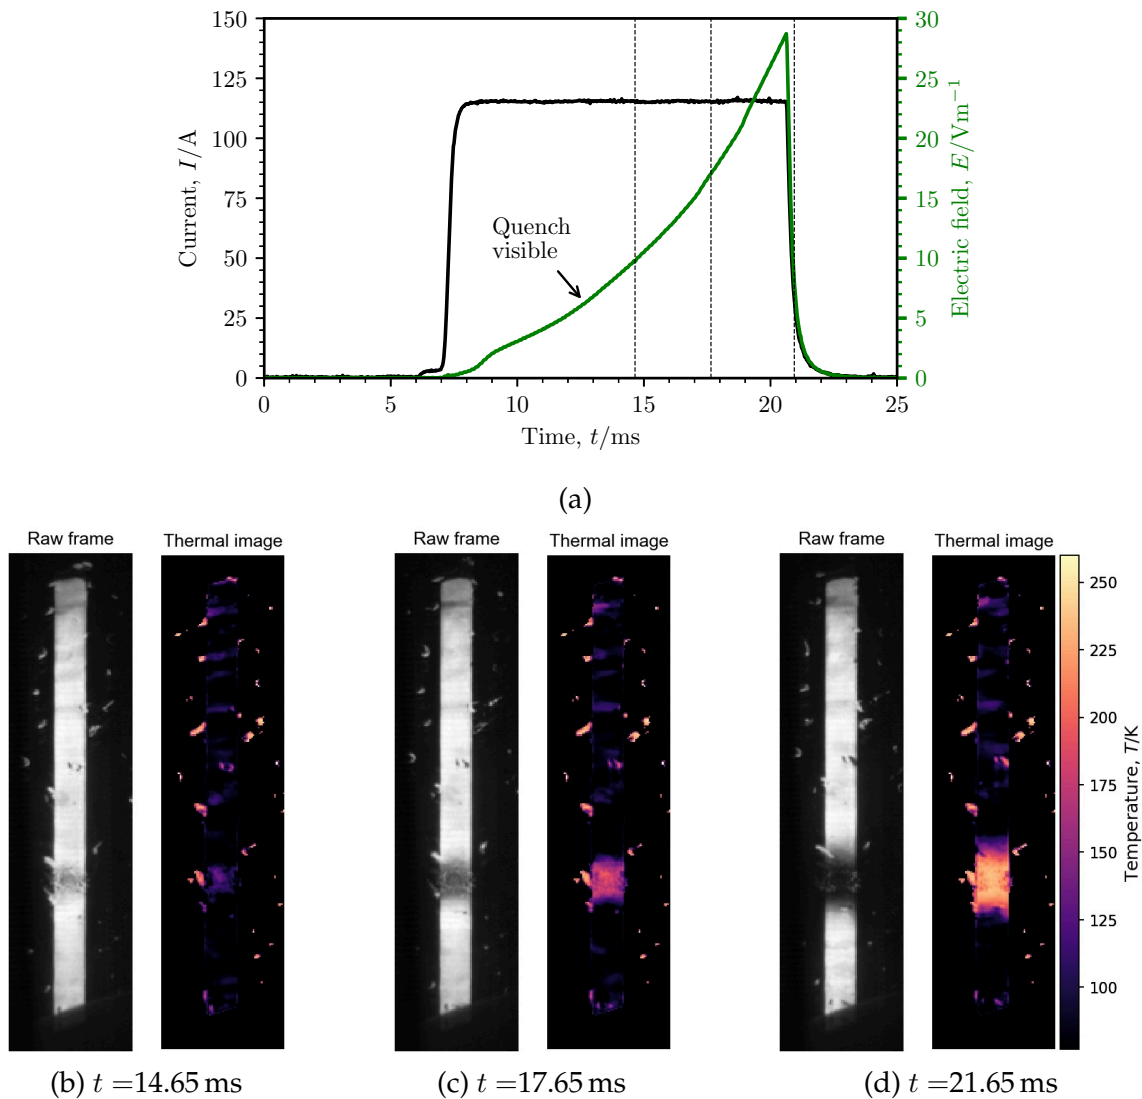 150
125
100
75
50
25
0
Current, I/A
30
25
20
15
10
5
0
Electric field, E/Vm⁻¹
Quench
visible
0 5 10 15 20 25
Time, t/ms
(a)
Raw frame Thermal image Raw frame Thermal image Raw frame Thermal image
250
225
200
175
150
125
100
Temperature, T/K
(b) t =14.65 ms (c) t =17.65 ms (d) t =21.65 ms